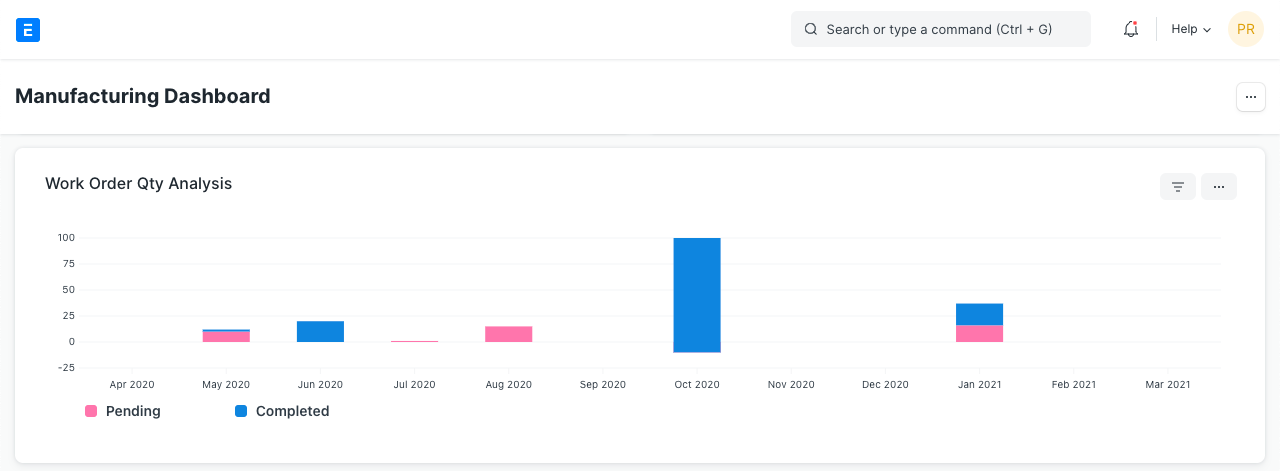 E
Search or type a command (Ctrl + G)
Help
PR
Manufacturing Dashboard
Work Order Qty Analysis
100
75
50
25
0
-25
Apr 2020 May 2020 Jun 2020 Jul 2020 Aug 2020 Sep 2020 Oct 2020 Nov 2020 Dec 2020 Jan 2021 Feb 2021 Mar 2021
Pending Completed